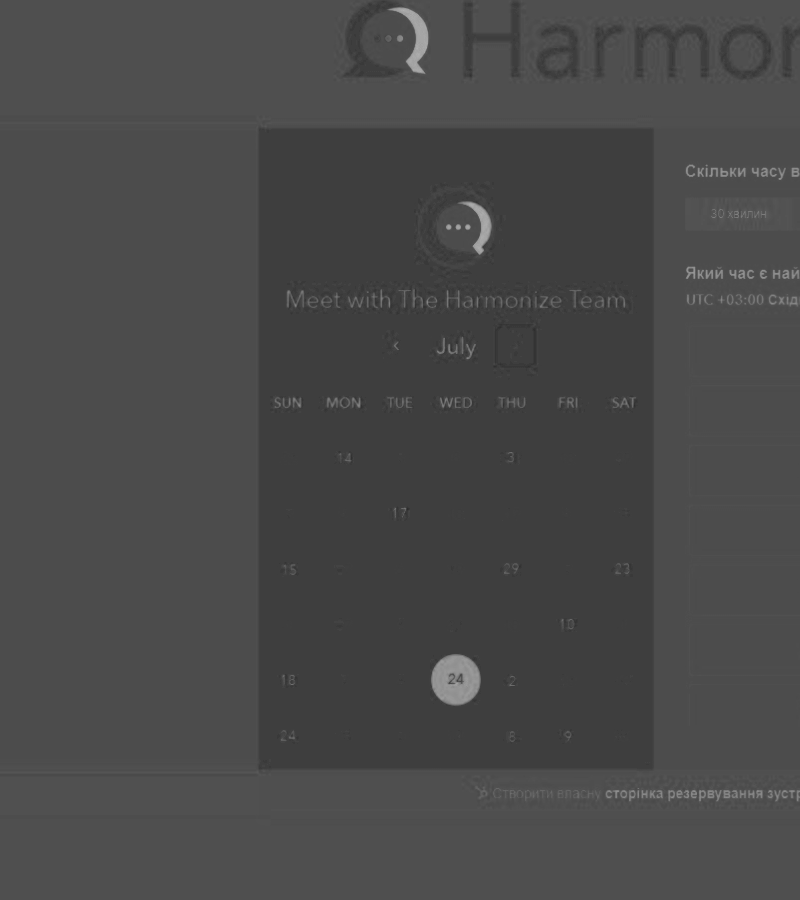 Harmon
Скільки часу в
30 хвилин
Meet with The Harmonize Team
Який час є най
UTC +03:00 Східн
July
SUN MON TUE WED THU FRI SAT
14 3
17
15 29 23
10
18 24 2
24 8 9
Створити власну сторінка резервування зустр